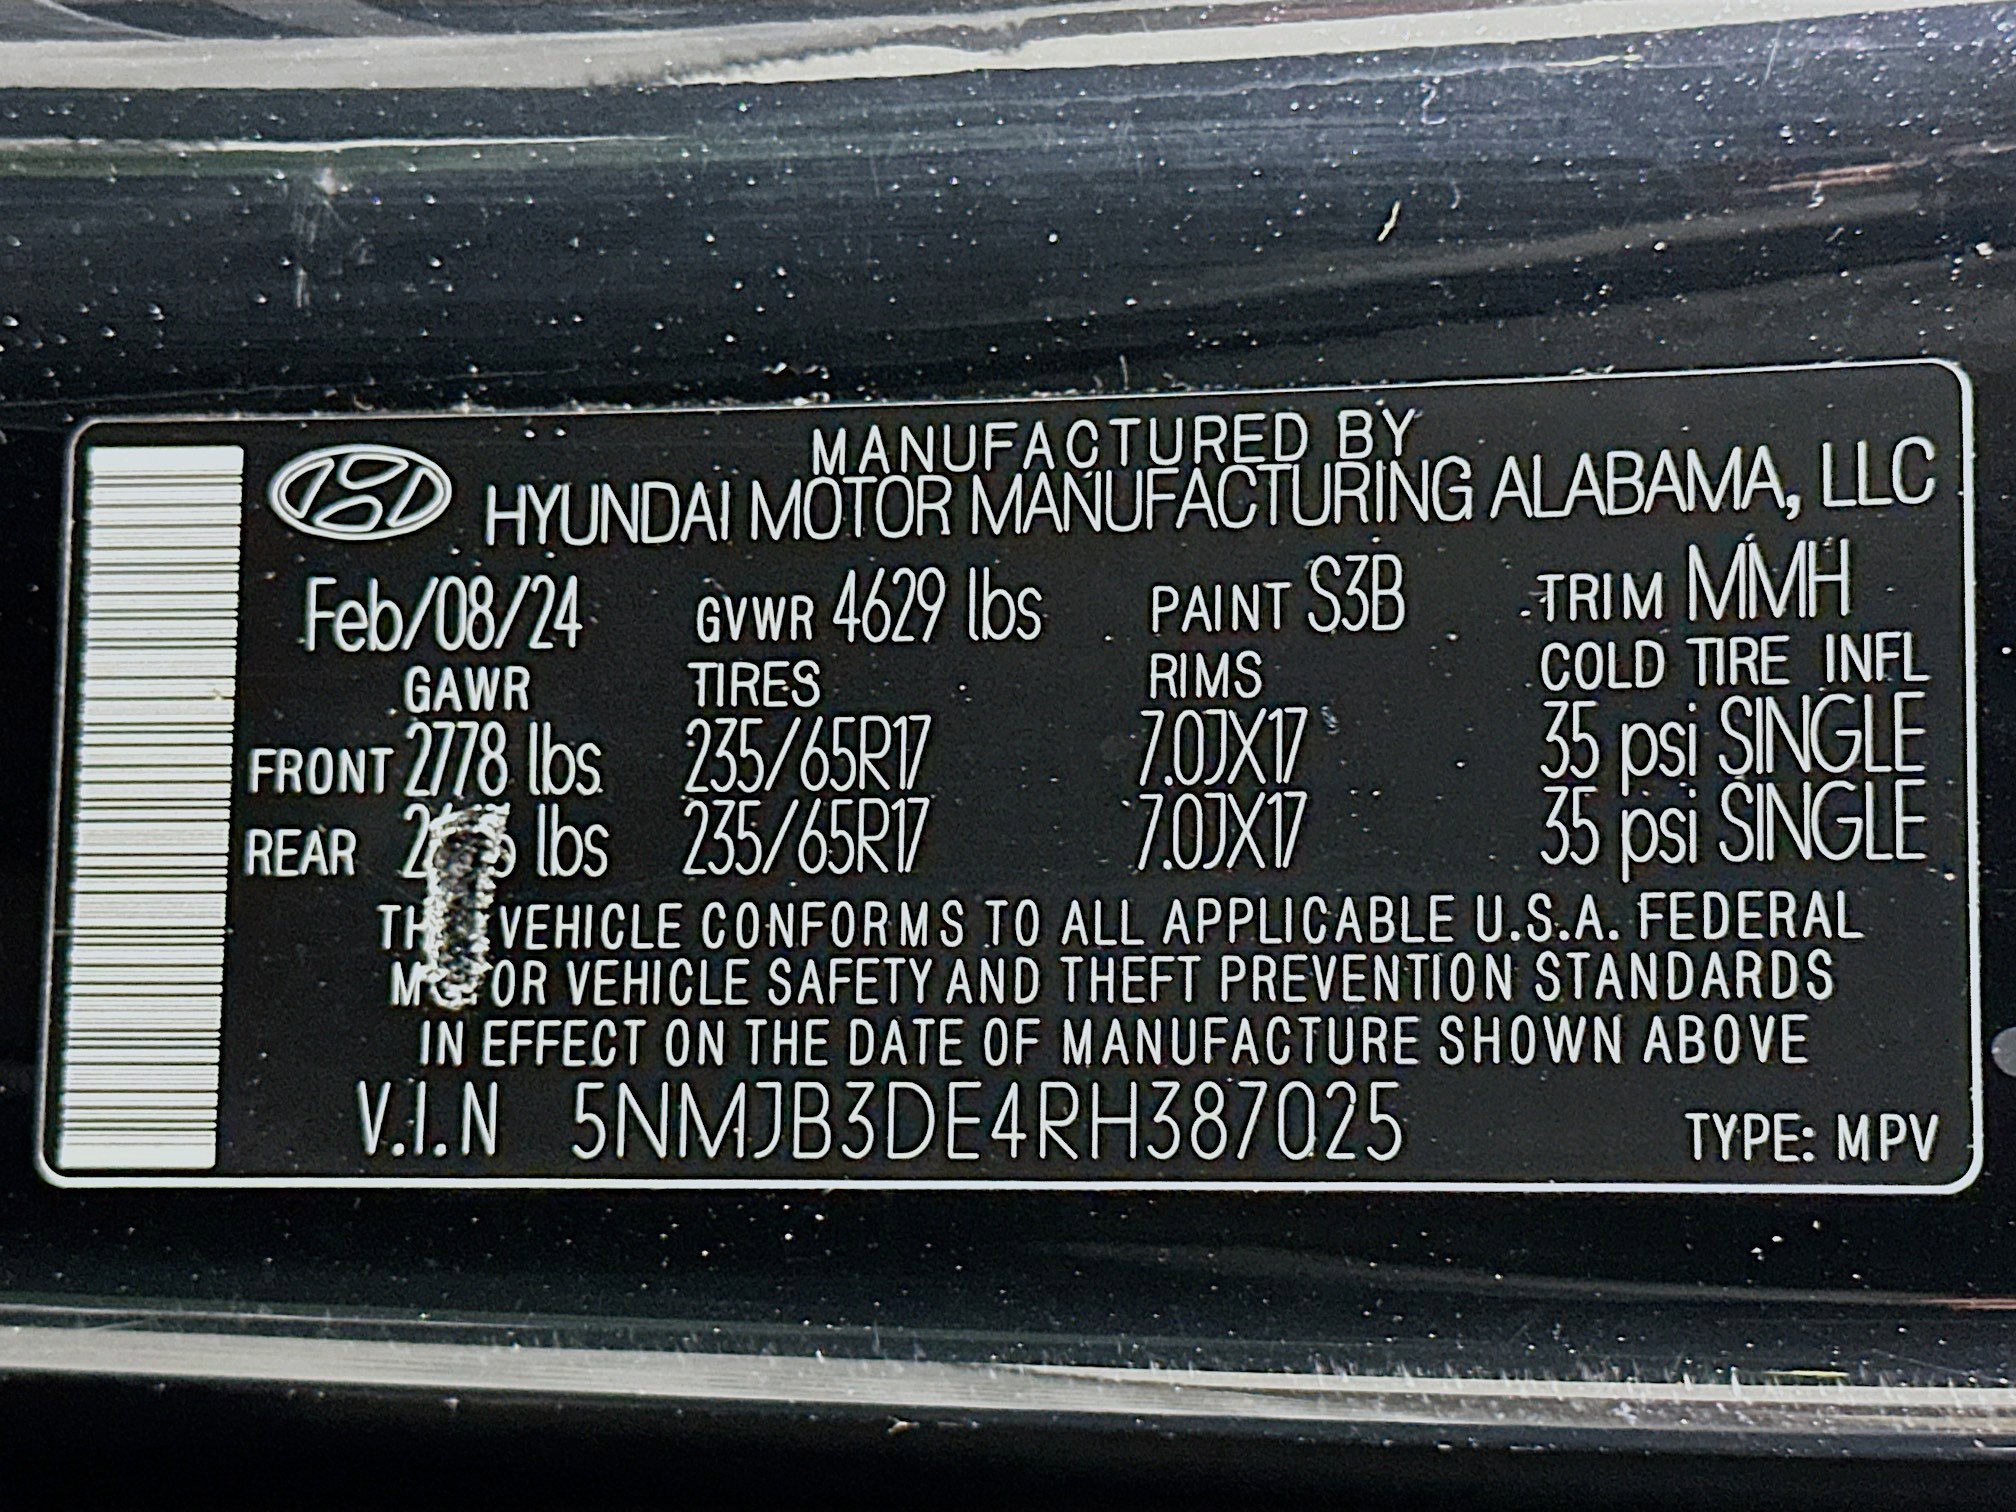 MANUFACTURED BY
HYUNDAI MOTOR MANUFACTURING ALABAMA, LLC
Feb/08/24 GVWR 4629 lbs PAINT S3B TRIM MMH
GAWR TIRES RIMS COLD TIRE INFL
FRONT 2778 lbs 235/65R17 7.0JX17 35 psi SINGLE
REAR lbs 235/65R17 7.0JX17 35 psi SINGLE
VEHICLE CONFORMS TO ALL APPLICABLE U.S.A. FEDERAL
MOTOR VEHICLE SAFETY AND THEFT PREVENTION STANDARDS
IN EFFECT ON THE DATE OF MANUFACTURE SHOWN ABOVE
V.I.N 5NMJB3DE4RH387025 TYPE: MPV